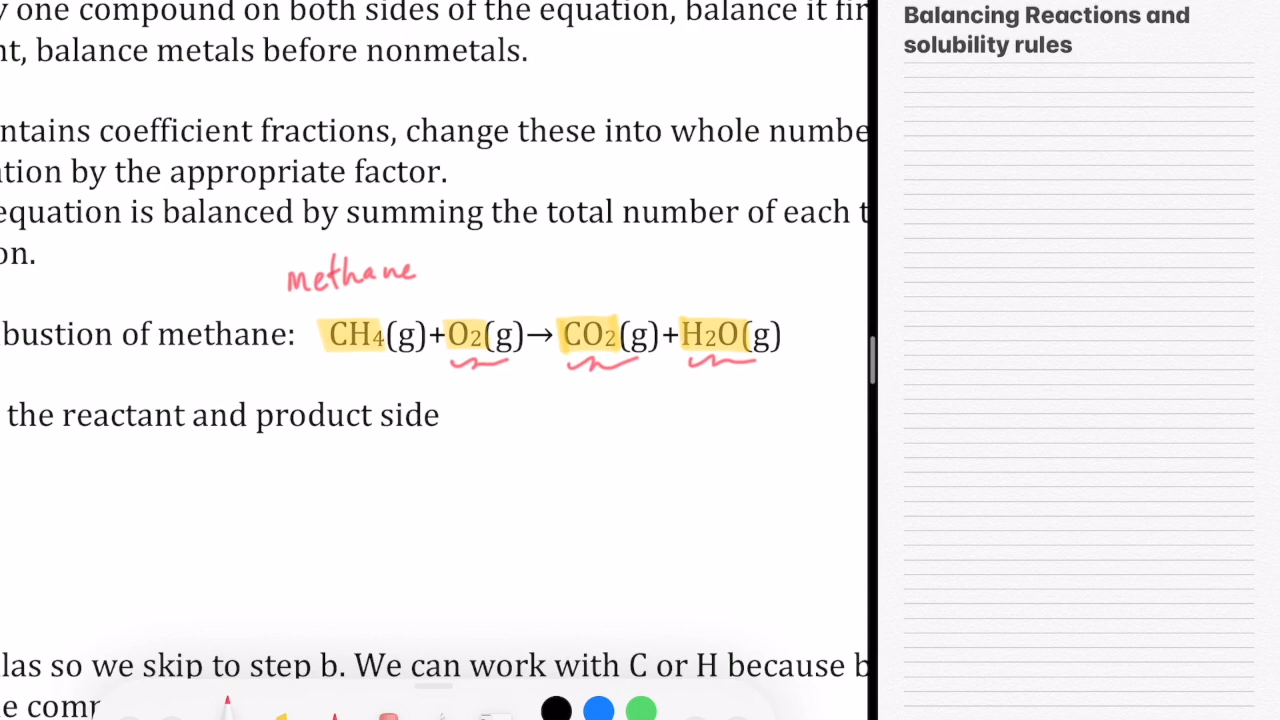 y one compound on both sides of the equation, balance it fir
nt, balance metals before nonmetals.
ntains coefficient fractions, change these into whole numbe
tion by the appropriate factor.
equation is balanced by summing the total number of each t
on.
methane
bustion of methane: CH4(g)+O2(g)→CO2(g)+H2O(g)
the reactant and product side
las so we skip to step b. We can work with C or H because b
Balancing Reactions and
solubility rules